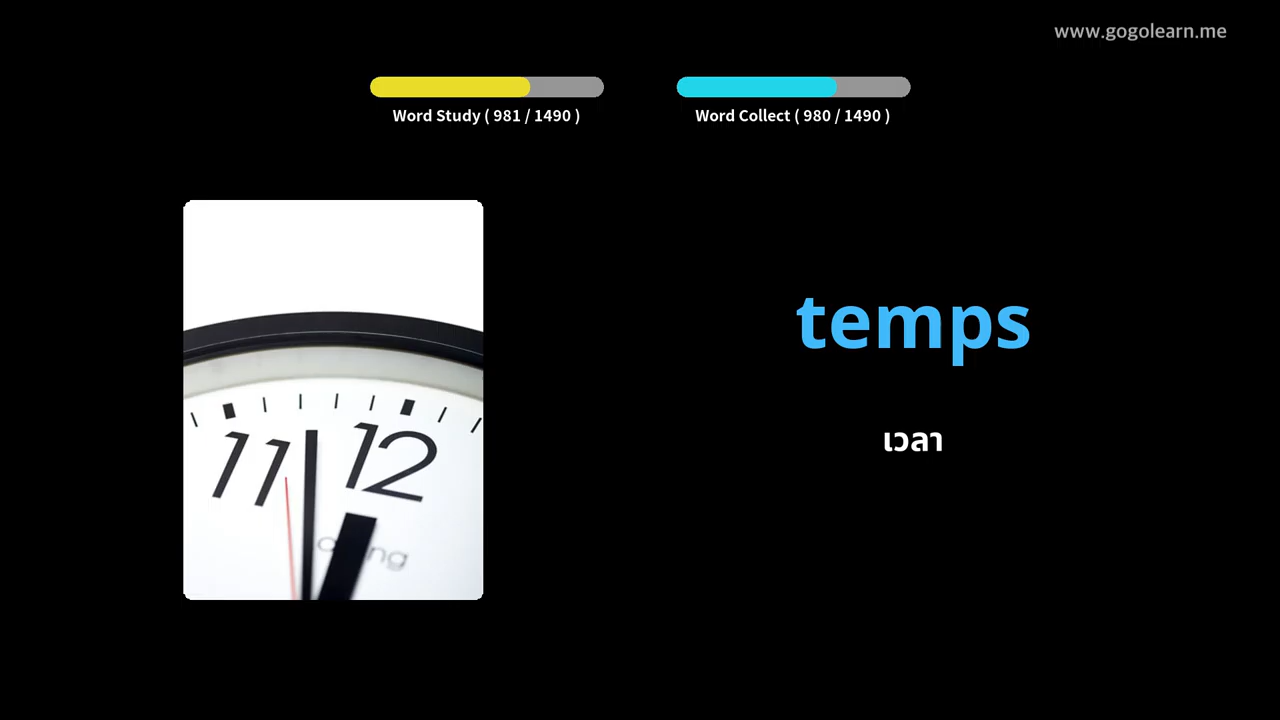 www.gogolearn.me
Word Study ( 981 / 1490 )
Word Collect ( 980 / 1490 )
11 12
temps
เวลา